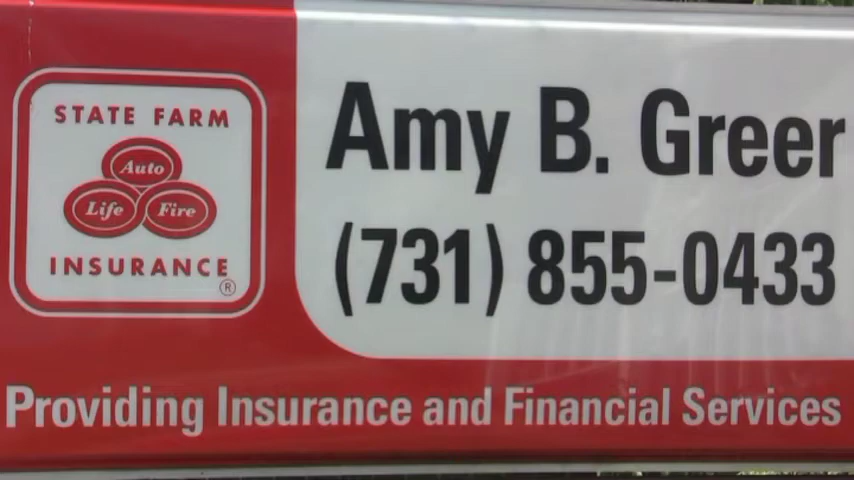 STATE FARM
Auto
Life Fire
INSURANCE
®
Amy B. Greer
(731) 855-0433
Providing Insurance and Financial Services